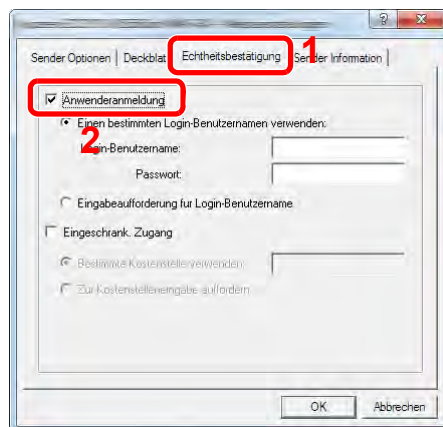 Sender Optionen Deckblatt Echtheitsbestätigung 1 Sender Information
Anwenderanmeldung
Einen bestimmten Login-Benutzernamen verwenden:
2
Login-Benutzername:
Passwort:
Eingabeaufforderung fur Login-Benutzername
Eingeschrank. Zugang
Bestimmte Kostenstelle verwenden:
Zur Kostenstelleneingabe auffordern
OK Abbrechen